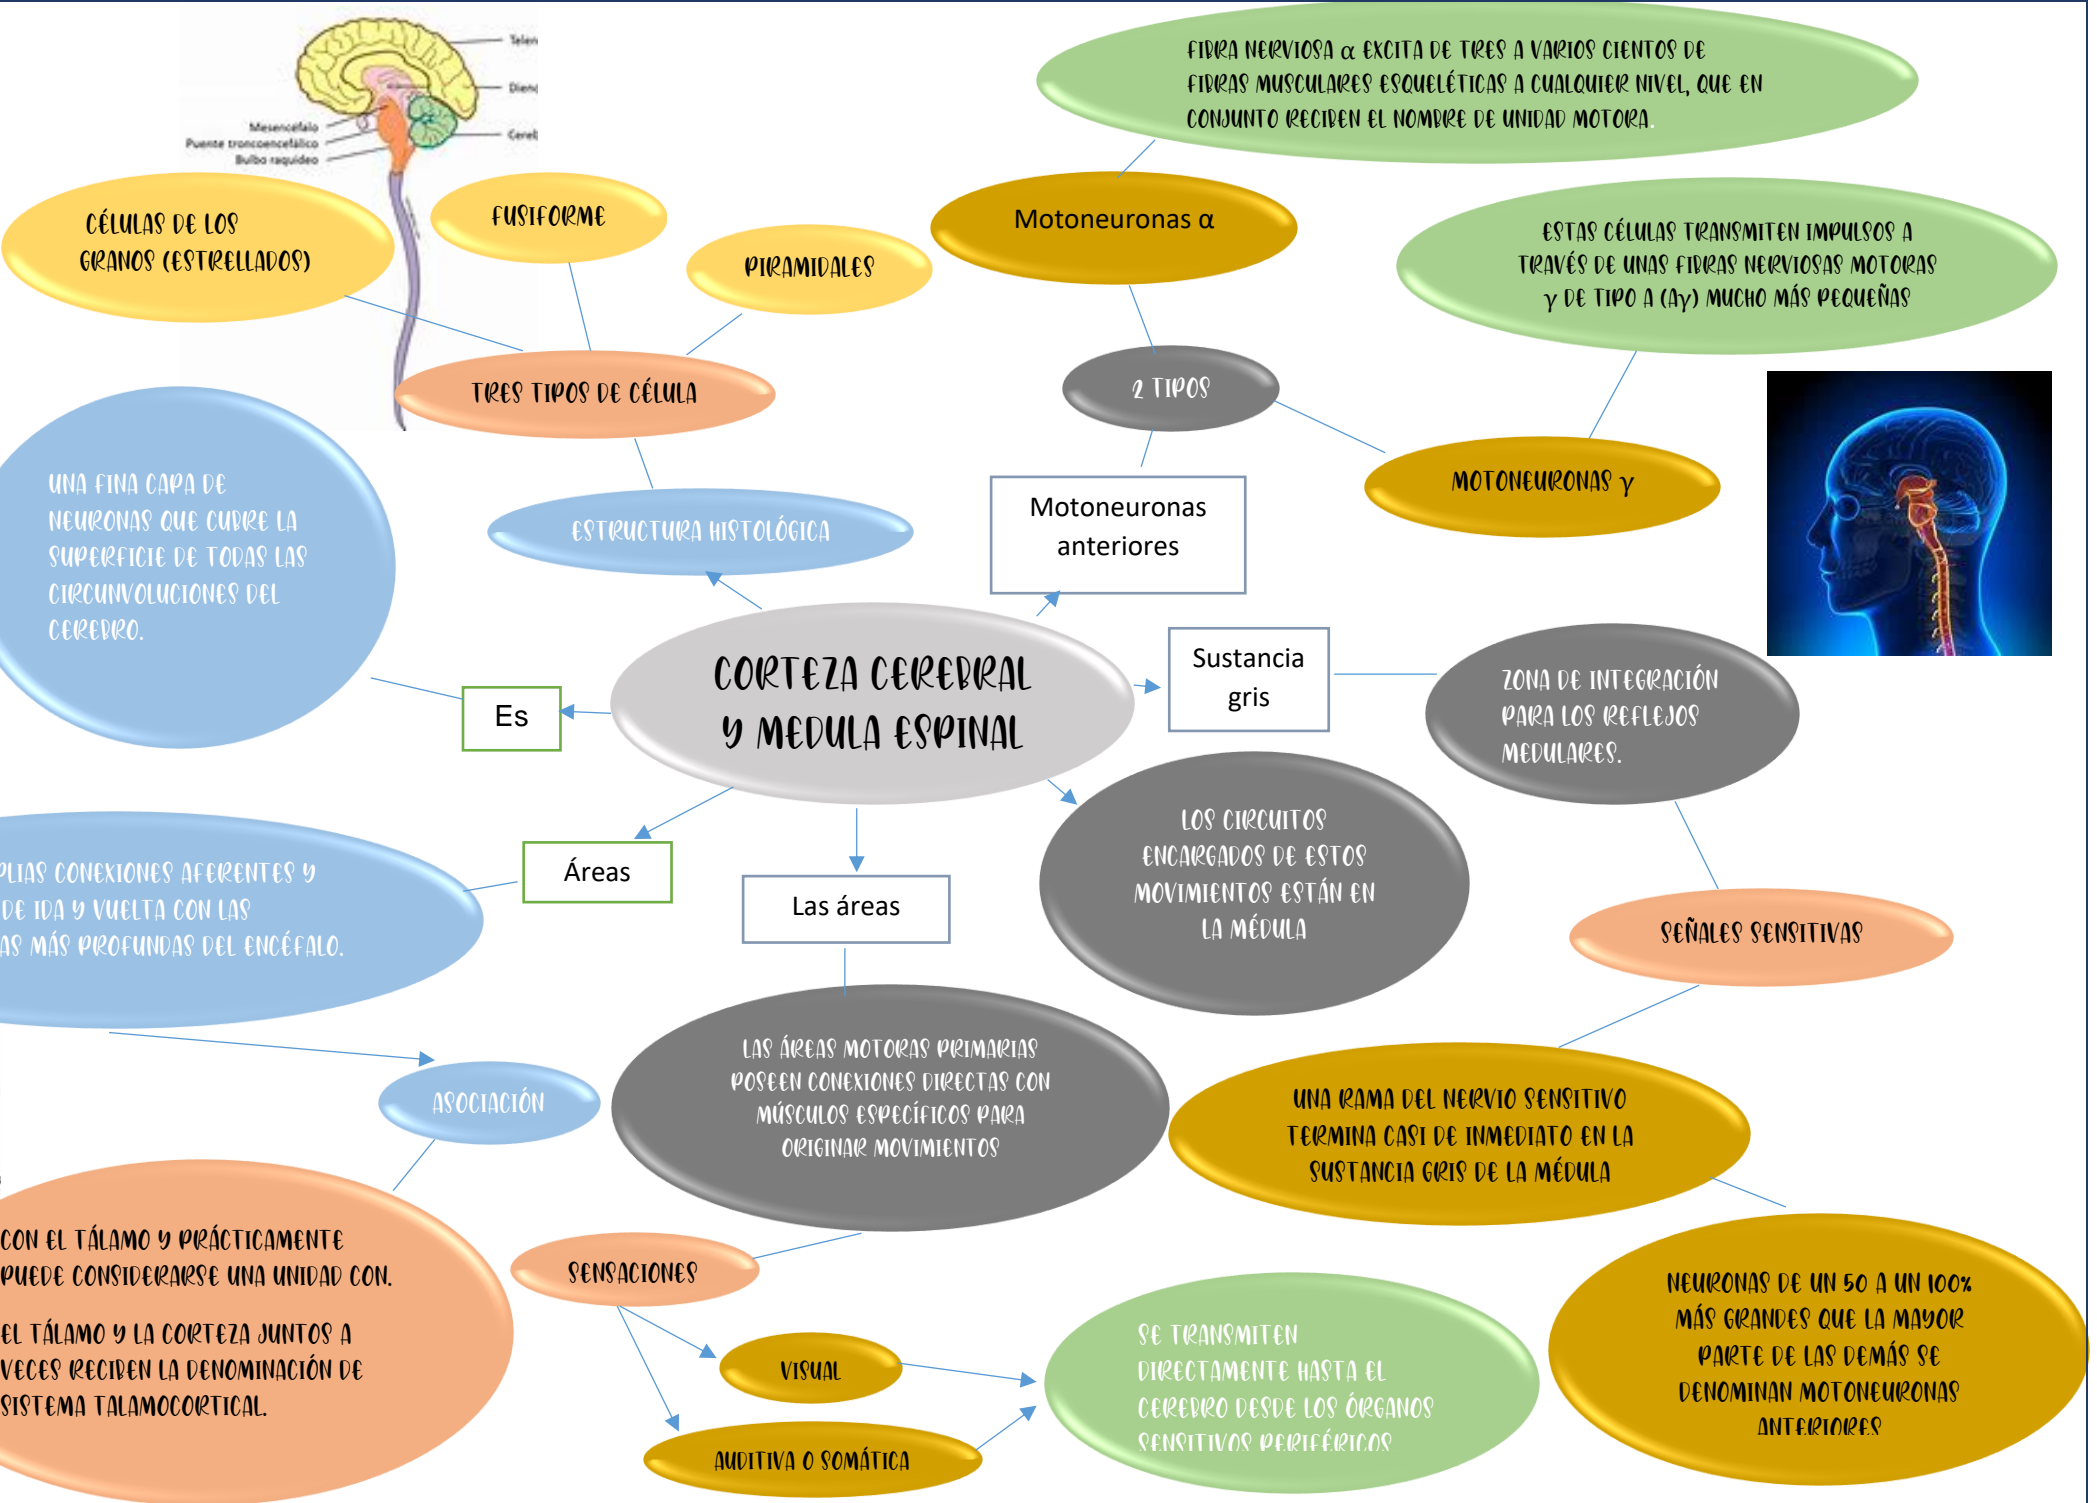 Mesencéfalo
Puente troncoencefálico
Bulbo raquídeo
FIBRA NERVIOSA α EXCITA DE TRES A VARIOS CIENTOS DE
FIBRAS MUSCULARES ESQUELÉTICAS A CUALQUIER NIVEL, QUE EN
CONJUNTO RECIBEN EL NOMBRE DE UNIDAD MOTORA.
CÉLULAS DE LOS
GRANOS (ESTRELLADOS)
FUSIFORME
PIRAMIDALES
Motoneuronas α
ESTAS CÉLULAS TRANSMITEN IMPULSOS A
TRAVÉS DE UNAS FIBRAS NERVIOSAS MOTORAS
γ DE TIPO A (Aγ) MUCHO MÁS PEQUEÑAS
TRES TIPOS DE CÉLULA
2 TIPOS
MOTONEURONAS γ
UNA FINA CAPA DE
NEURONAS QUE CUBRE LA
SUPERFICIE DE TODAS LAS
CIRCUNVOLUCIONES DEL
CEREBRO.
ESTRUCTURA HISTOLÓGICA
Motoneuronas
anteriores
CORTEZA CEREBRAL
Y MEDULA ESPINAL
Sustancia
gris
ZONA DE INTEGRACIÓN
PARA LOS REFLEJOS
MEDULARES.
Es
Áreas
Las áreas
LOS CIRCUITOS
ENCARGADOS DE ESTOS
MOVIMIENTOS ESTÁN EN
LA MÉDULA
SEÑALES SENSITIVAS
CONEXIONES AFERENTES Y
DE IDA Y VUELTA CON LAS
MÁS PROFUNDAS DEL ENCÉFALO.
ASOCIACIÓN
LAS ÁREAS MOTORAS PRIMARIAS
POSEEN CONEXIONES DIRECTAS CON
MÚSCULOS ESPECÍFICOS PARA
ORIGINAR MOVIMIENTOS
UNA RAMA DEL NERVIO SENSITIVO
TERMINA CASI DE INMEDIATO EN LA
SUSTANCIA GRIS DE LA MÉDULA
CON EL TÁLAMO Y PRÁCTICAMENTE
PUEDE CONSIDERARSE UNA UNIDAD CON.
EL TÁLAMO Y LA CORTEZA JUNTOS A
VECES RECIBEN LA DENOMINACIÓN DE
SISTEMA TALAMOCORTICAL.
SENSACIONES
VISUAL
AUDITIVA O SOMÁTICA
SE TRANSMITEN
DIRECTAMENTE HASTA EL
CEREBRO DESDE LOS ÓRGANOS
SENSITIVOS PERIFÉRICOS
NEURONAS DE UN 50 A UN 100%
MÁS GRANDES QUE LA MAYOR
PARTE DE LAS DEMÁS SE
DENOMINAN MOTONEURONAS
ANTERIORES